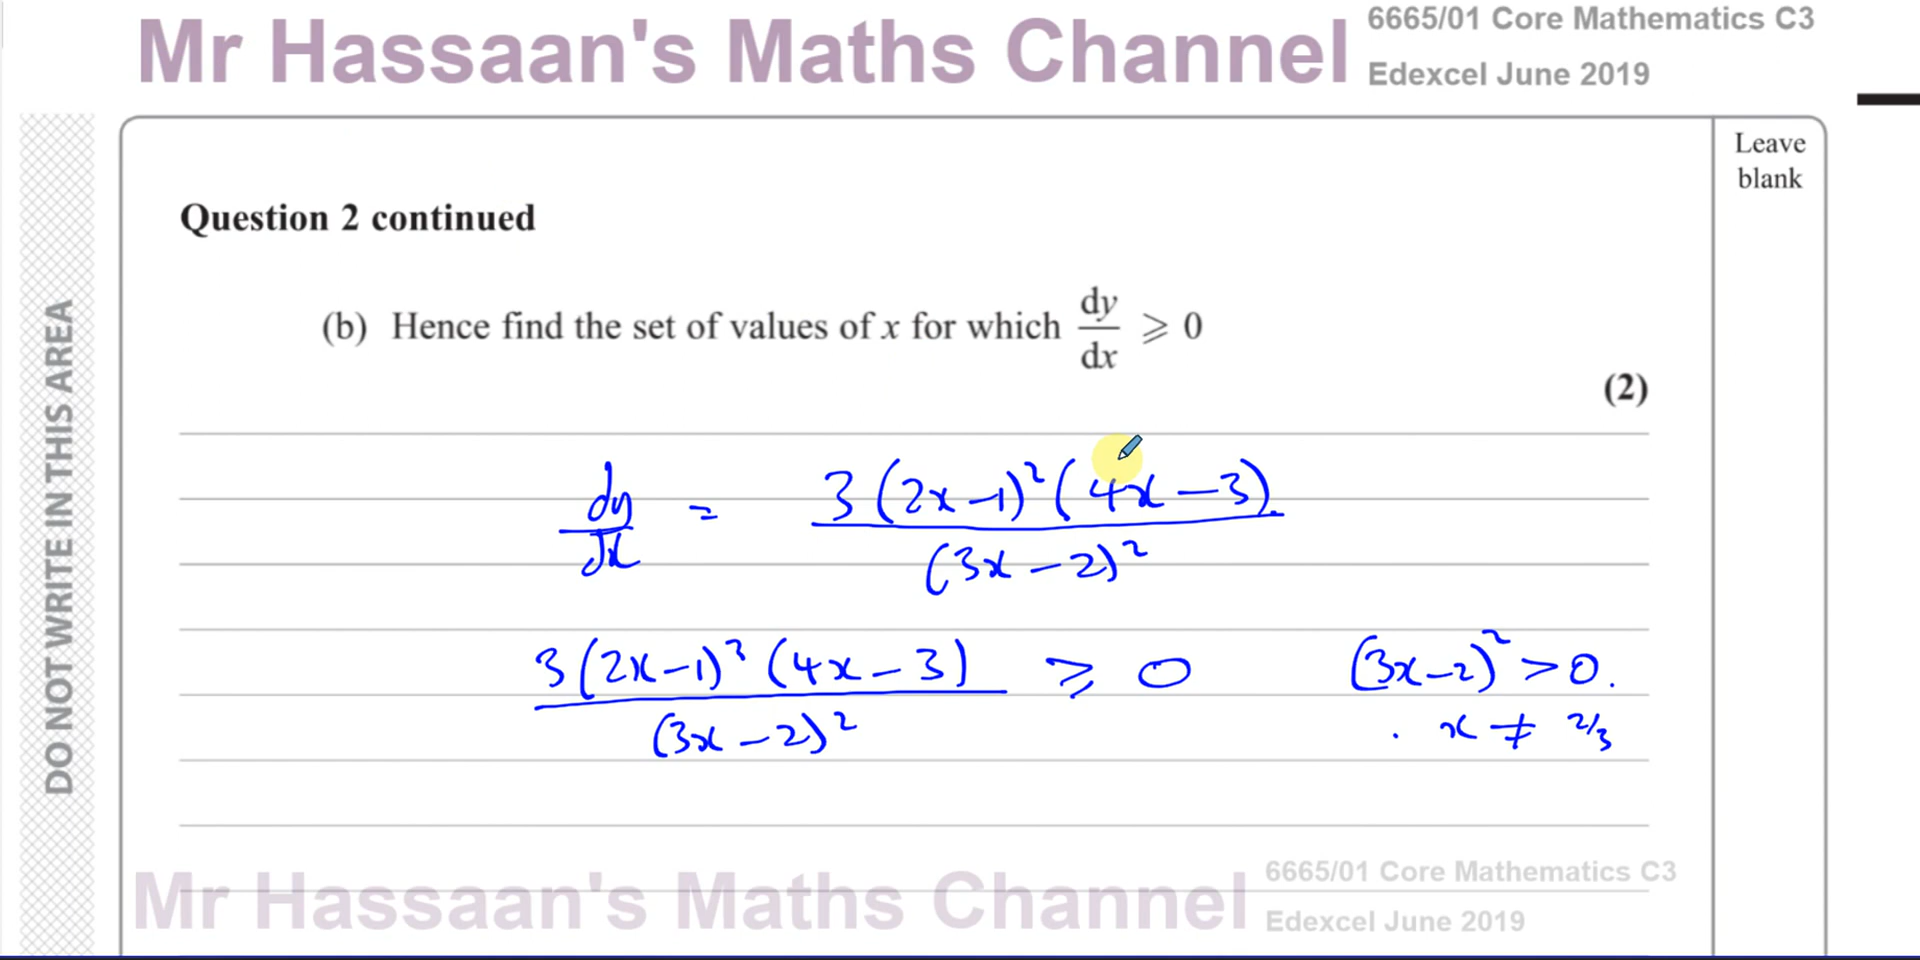 Mr Hassaan's Maths Channel
6665/01 Core Mathematics C3
Edexcel June 2019
Leave
blank
DO NOT WRITE IN THIS AREA
Question 2 continued
(b) Hence find the set of values of x for which dy/dx ⩾ 0
(2)
dy/dx = 3(2x-1)²(4x-3)/(3x-2)²
3(2x-1)²(4x-3)/(3x-2)² ⩾ 0
(3x-2)² > 0.
. x ≠ 2/3
Mr Hassaan's Maths Channel
6665/01 Core Mathematics C3
Edexcel June 2019